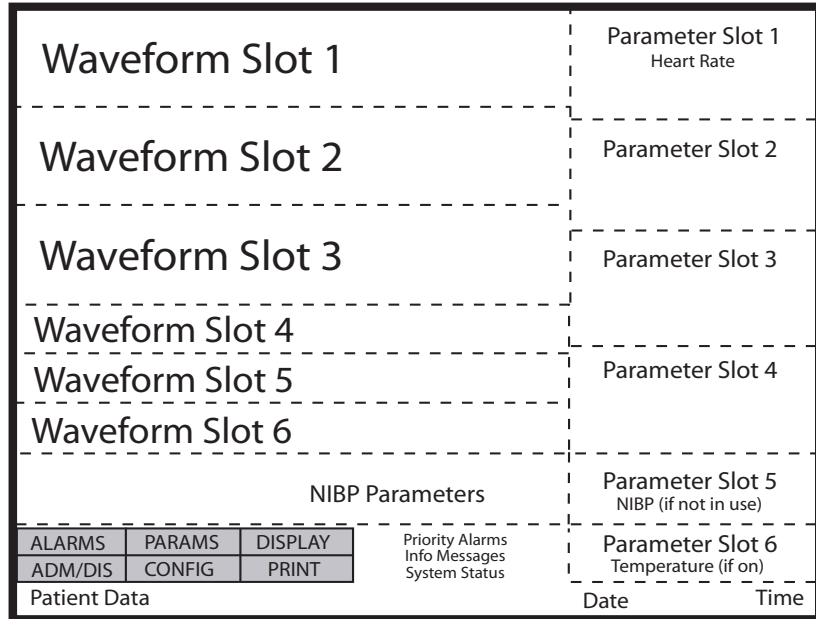 Waveform Slot 1
Parameter Slot 1
Heart Rate
Waveform Slot 2
Parameter Slot 2
Waveform Slot 3
Parameter Slot 3
Waveform Slot 4
Waveform Slot 5
Parameter Slot 4
Waveform Slot 6
NIBP Parameters
Parameter Slot 5
NIBP (if not in use)
ALARMS PARAMS DISPLAY
ADM/DIS CONFIG PRINT
Priority Alarms
Info Messages
System Status
Parameter Slot 6
Temperature (if on)
Patient Data
Date Time